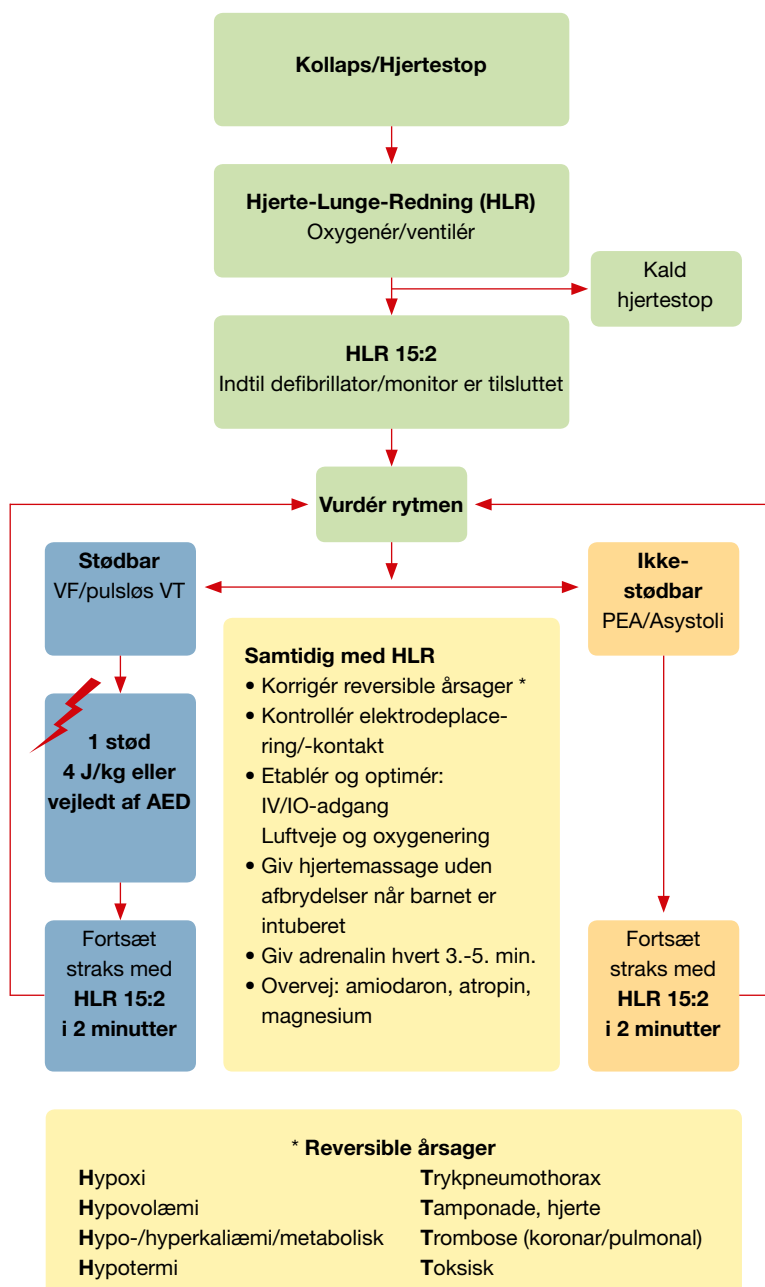 Kollaps/Hjertestop
Hjerte-Lunge-Redning (HLR)
Oxygenér/ventilér
Kald
hjertestop
HLR 15:2
Indtil defibrillator/monitor er tilsluttet
Vurdér rytmen
Stødbar
VF/pulsløs VT
1 stød
4 J/kg eller
vejledt af AED
Fortsæt
straks med
HLR 15:2
i 2 minutter
Samtidig med HLR
• Korrigér reversible årsager *
• Kontrollér elektrodeplace-
ring/-kontakt
• Etablér og optimér:
IV/IO-adgang
Luftveje og oxygenering
• Giv hjertemassage uden
afbrydelser når barnet er
intuberet
• Giv adrenalin hvert 3.-5. min.
• Overvej: amiodaron, atropin,
magnesium
Ikke-
stødbar
PEA/Asystoli
Fortsæt
straks med
HLR 15:2
i 2 minutter
* Reversible årsager
Hypoxi
Hypovolæmi
Hypo-/hyperkaliæmi/metabolisk
Hypotermi
Trykpneumothorax
Tamponade, hjerte
Trombose (koronar/pulmonal)
Toksisk